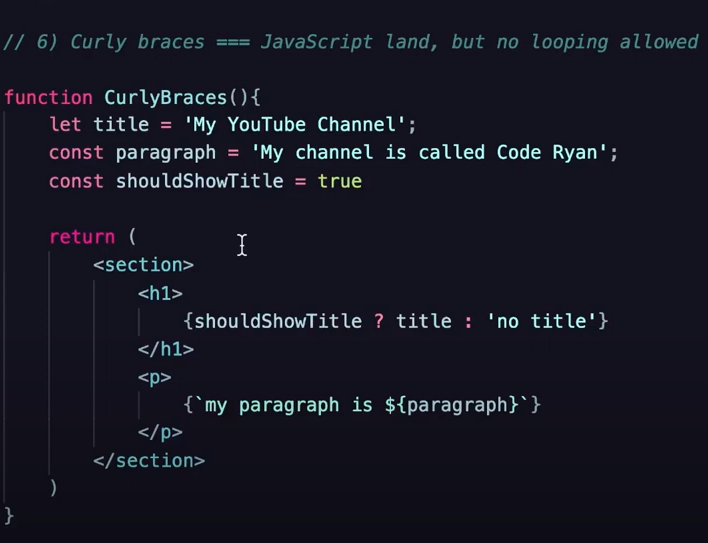 // 6) Curly braces === JavaScript land, but no looping allowed
function CurlyBraces(){
let title = 'My YouTube Channel';
const paragraph = 'My channel is called Code Ryan';
const shouldShowTitle = true
return (
<section>
<h1>
{shouldShowTitle ? title : 'no title'}
</h1>
<p>
{`my paragraph is ${paragraph}`}
</p>
</section>
)
}